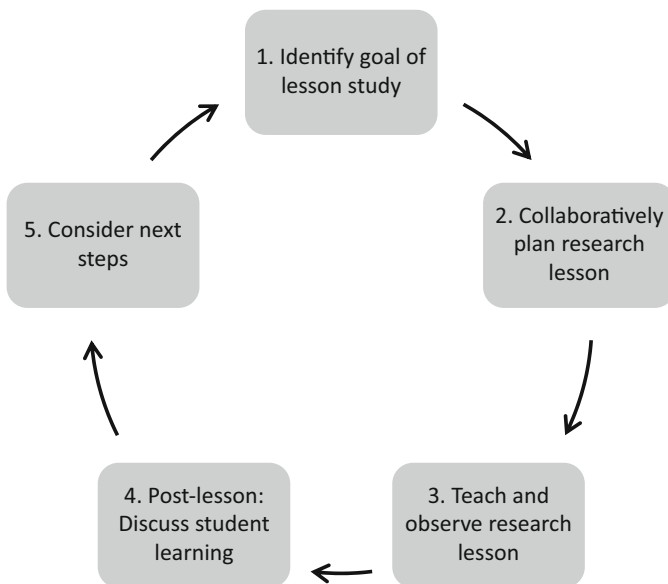 1. Identify goal of
lesson study
2. Collaboratively
plan research
lesson
3. Teach and
observe research
lesson
4. Post-lesson:
Discuss student
learning
5. Consider next
steps